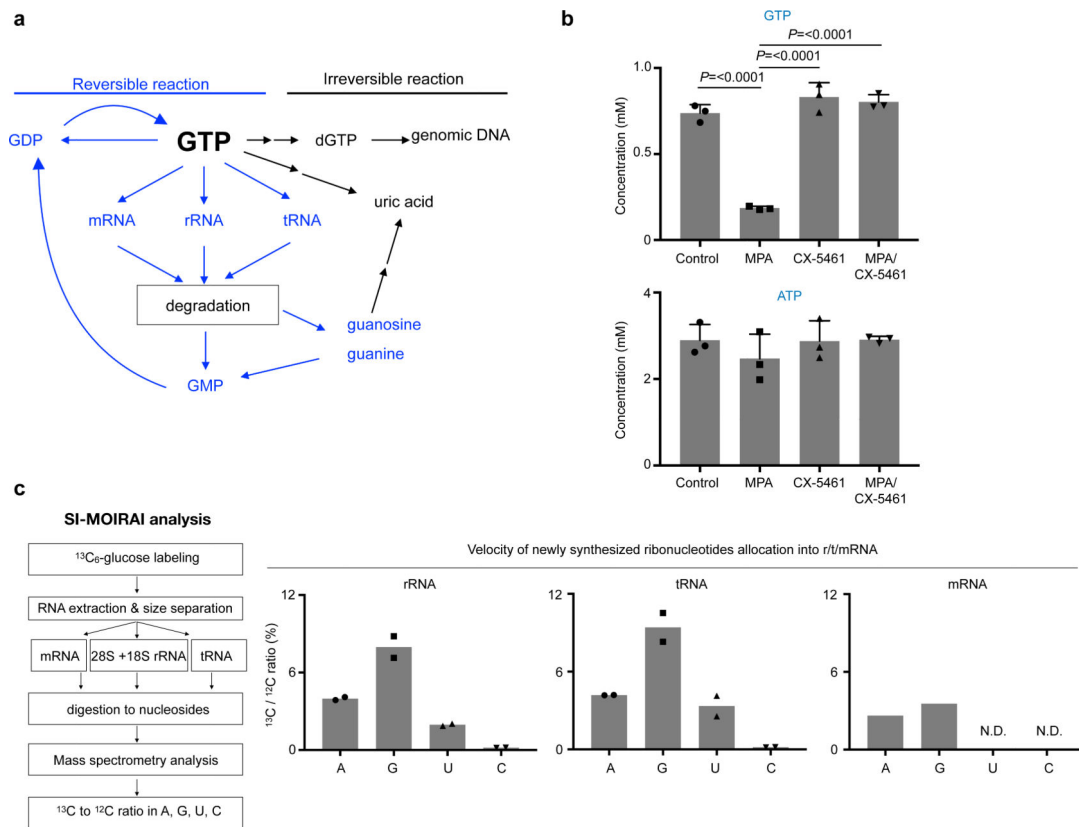 a
Reversible reaction
Irreversible reaction
GDP
GTP
dGTP
genomic DNA
uric acid
mRNA
rRNA
tRNA
degradation
guanosine
guanine
GMP
b
GTP
P=<0.0001
P=<0.0001
P=<0.0001
Concentration (mM)
1.0
0.5
0
Control
MPA
CX-5461
MPA/
CX-5461
ATP
Concentration (mM)
4
2
0
Control
MPA
CX-5461
MPA/
CX-5461
c
SI-MOIRAI analysis
¹³C₆-glucose labeling
RNA extraction & size separation
mRNA
28S +18S rRNA
tRNA
digestion to nucleosides
Mass spectrometry analysis
¹³C to ¹²C ratio in A, G, U, C
Velocity of newly synthesized ribonucleotides allocation into r/t/mRNA
¹³C / ¹²C ratio (%)
rRNA
12
6
0
A G U C
tRNA
12
6
0
A G U C
mRNA
12
6
0
N.D. N.D.
A G U C